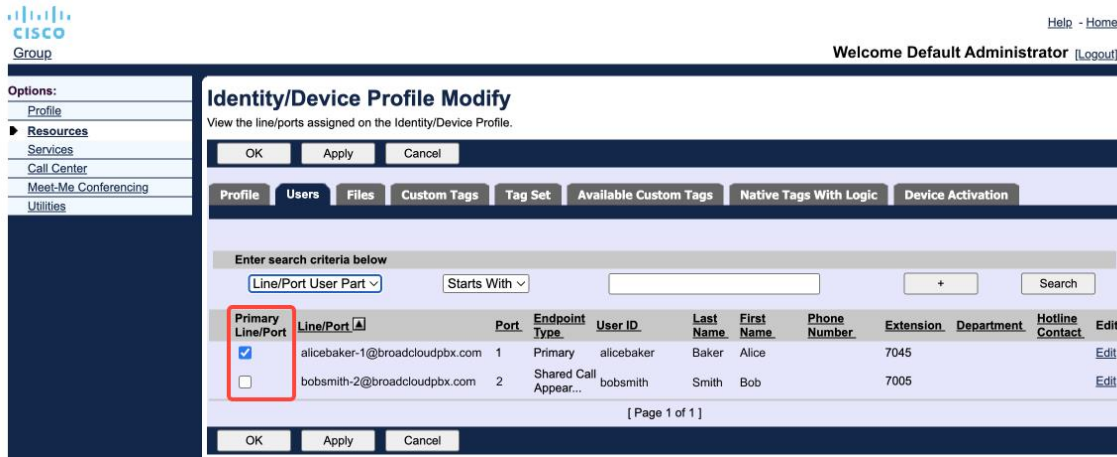 CISCO
Help - Home
Group
Welcome Default Administrator [Logout]
Options:
Profile
Resources
Services
Call Center
Meet-Me Conferencing
Utilities
Identity/Device Profile Modify
View the line/ports assigned on the Identity/Device Profile.
OK Apply Cancel
Profile Users Files Custom Tags Tag Set Available Custom Tags Native Tags With Logic Device Activation
Enter search criteria below
Line/Port User Part Starts With + Search
Primary Line/Port Line/Port Port Endpoint Type User ID Last Name First Name Phone Number Extension Department Hotline Contact Edit
alicebaker-1@broadcloudpbx.com 1 Primary alicebaker Baker Alice 7045 Edit
bobsmith-2@broadcloudpbx.com 2 Shared Call Appear... bobsmith Smith Bob 7005 Edit
[ Page 1 of 1 ]
OK Apply Cancel